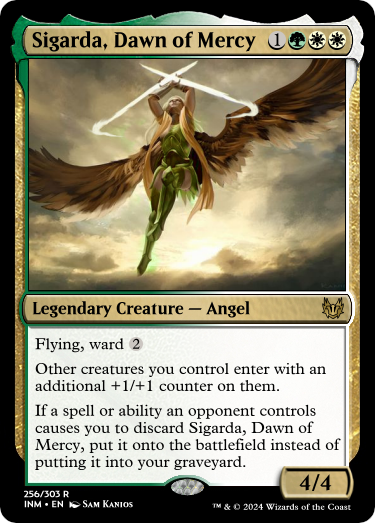 Sigarda, Dawn of Mercy 1
Legendary Creature — Angel
Flying, ward 2
Other creatures you control enter with an
additional +1/+1 counter on them.
If a spell or ability an opponent controls
causes you to discard Sigarda, Dawn of
Mercy, put it onto the battlefield instead of
putting it into your graveyard.
4/4
256/303 R
INM • EN Sam Kanios
™ & © 2024 Wizards of the Coast